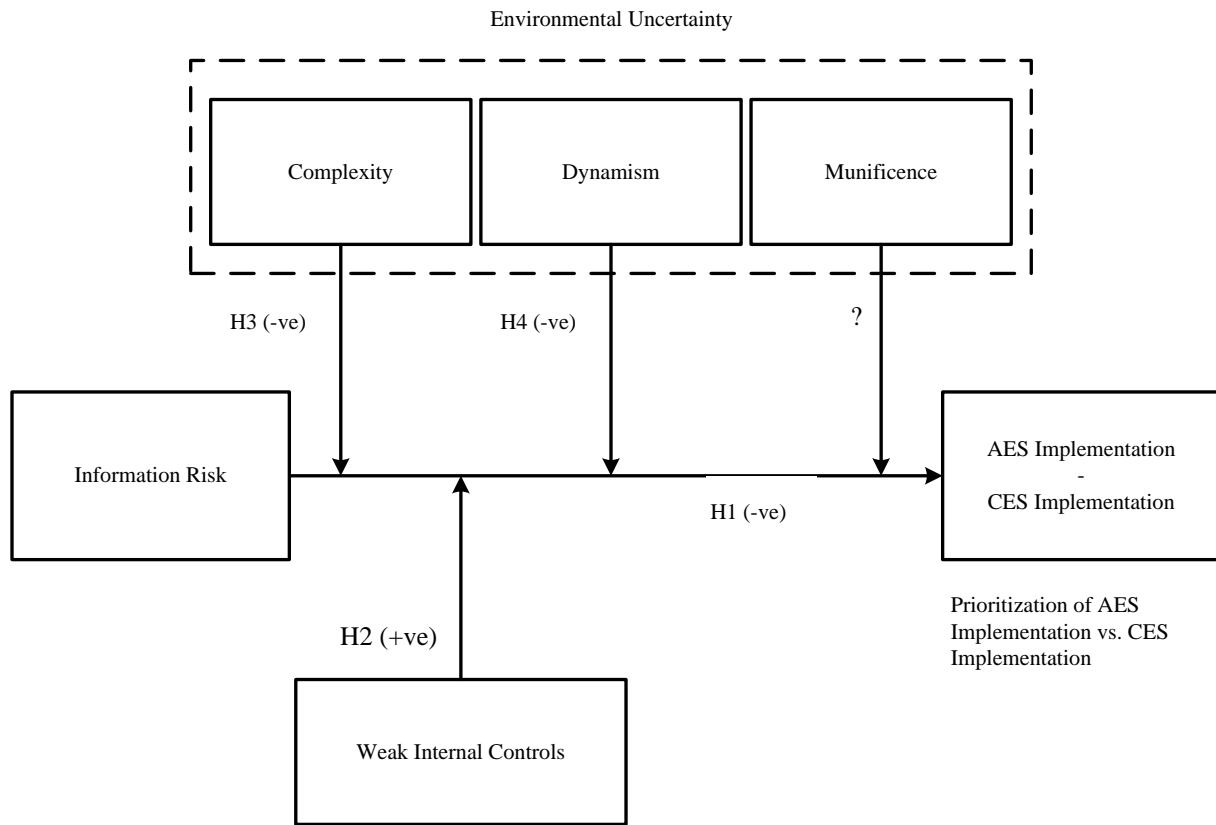 Environmental Uncertainty
Complexity
Dynamism
Munificence
H3 (-ve)
H4 (-ve)
?
Information Risk
AES Implementation
-
CES Implementation
H1 (-ve)
Prioritization of AES
Implementation vs. CES
Implementation
H2 (+ve)
Weak Internal Controls